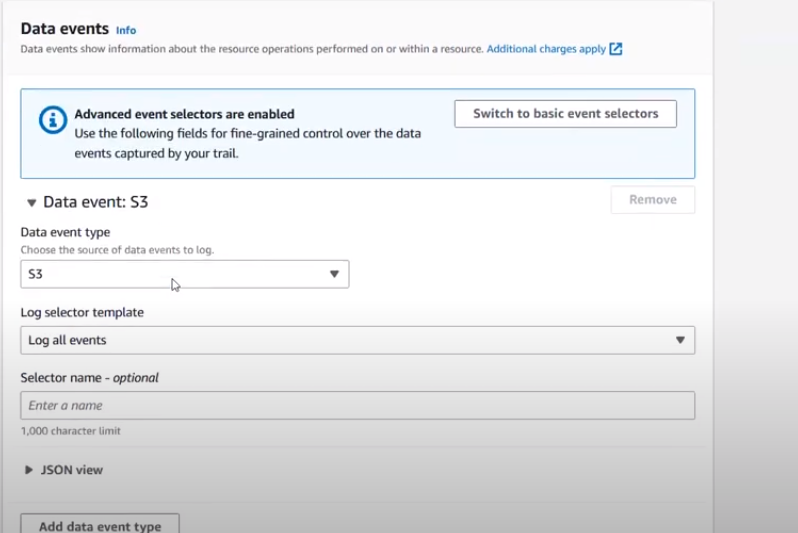 Data events Info
Data events show information about the resource operations performed on or within a resource. Additional charges apply
Advanced event selectors are enabled
Use the following fields for fine-grained control over the data
events captured by your trail.
Switch to basic event selectors
Data event: S3
Remove
Data event type
Choose the source of data events to log.
S3
Log selector template
Log all events
Selector name - optional
Enter a name
1,000 character limit
JSON view
Add data event type